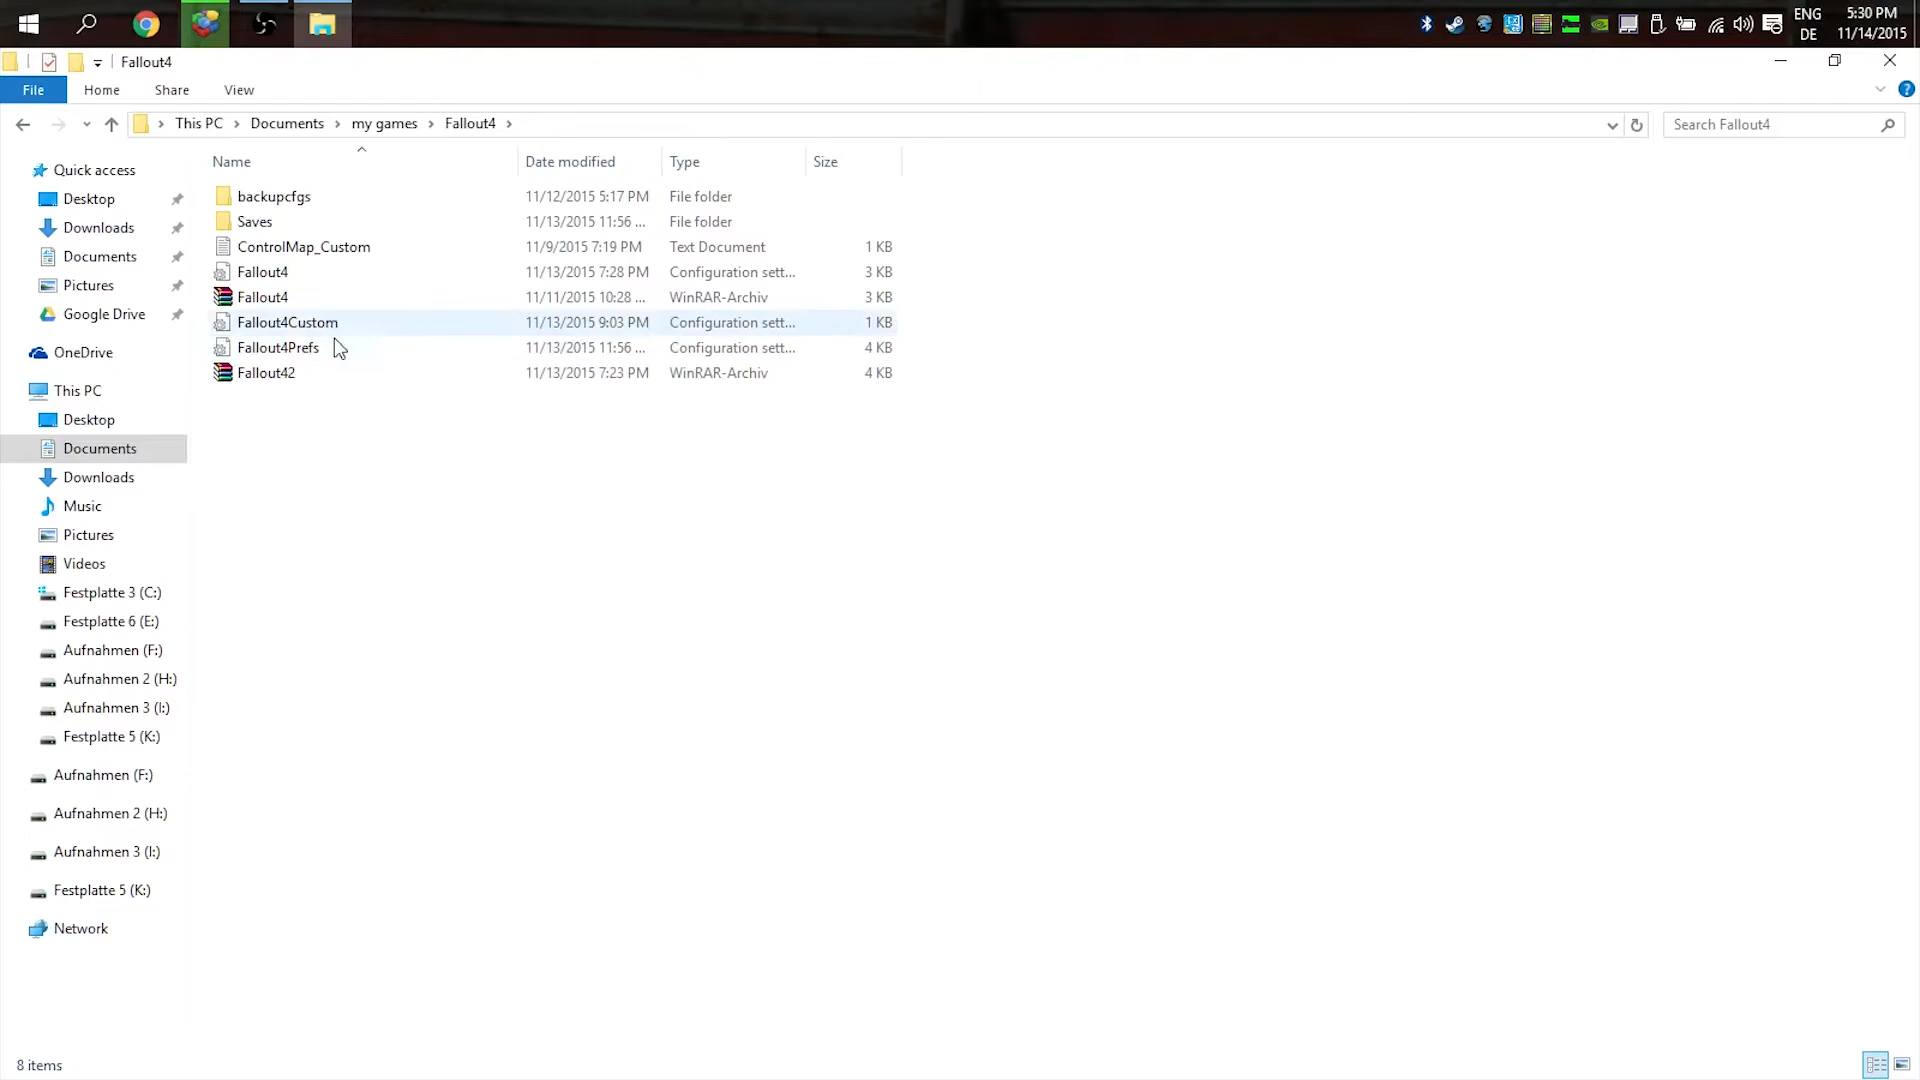 ENG
DE
5:30 PM
11/14/2015
Fallout4
File Home Share View
This PC Documents my games Fallout4
Search Fallout4
Name Date modified Type Size
backupcfgs 11/12/2015 5:17 PM File folder
Saves 11/13/2015 11:56 ... File folder
ControlMap_Custom 11/9/2015 7:19 PM Text Document 1 KB
Fallout4 11/13/2015 7:28 PM Configuration sett... 3 KB
Fallout4 11/11/2015 10:28 ... WinRAR-Archiv 3 KB
Fallout4Custom 11/13/2015 9:03 PM Configuration sett... 1 KB
Fallout4Prefs 11/13/2015 11:56 ... Configuration sett... 4 KB
Fallout42 11/13/2015 7:23 PM WinRAR-Archiv 4 KB
Quick access
Desktop
Downloads
Documents
Pictures
Google Drive
OneDrive
This PC
Desktop
Documents
Downloads
Music
Pictures
Videos
Festplatte 3 (C:)
Festplatte 6 (E:)
Aufnahmen (F:)
Aufnahmen 2 (H:)
Aufnahmen 3 (I:)
Festplatte 5 (K:)
Aufnahmen (F:)
Aufnahmen 2 (H:)
Aufnahmen 3 (I:)
Festplatte 5 (K:)
Network
8 items